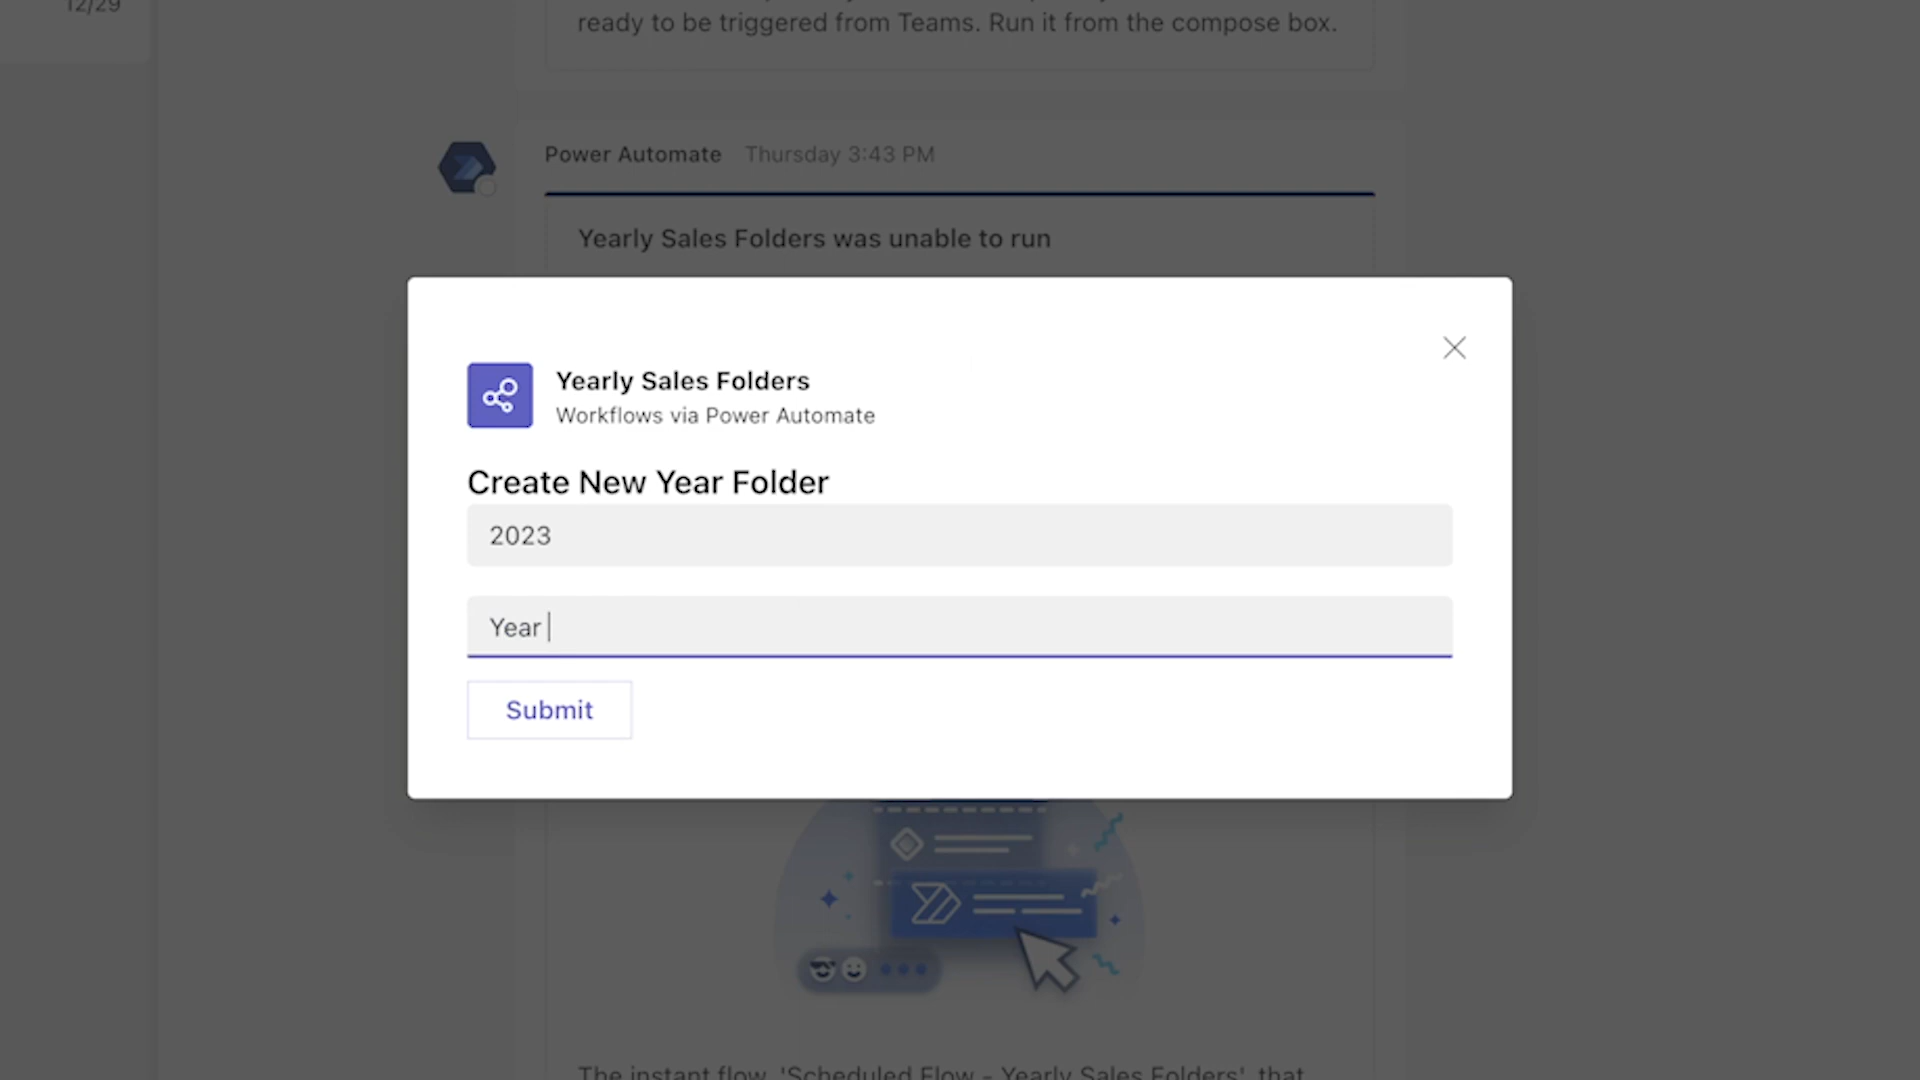 12/29
ready to be triggered from Teams. Run it from the compose box.
Power Automate Thursday 3:43 PM
Yearly Sales Folders was unable to run
Yearly Sales Folders
Workflows via Power Automate
Create New Year Folder
2023
Year
Submit
The instant flow, 'Scheduled Flow - Yearly Sales Folders', that